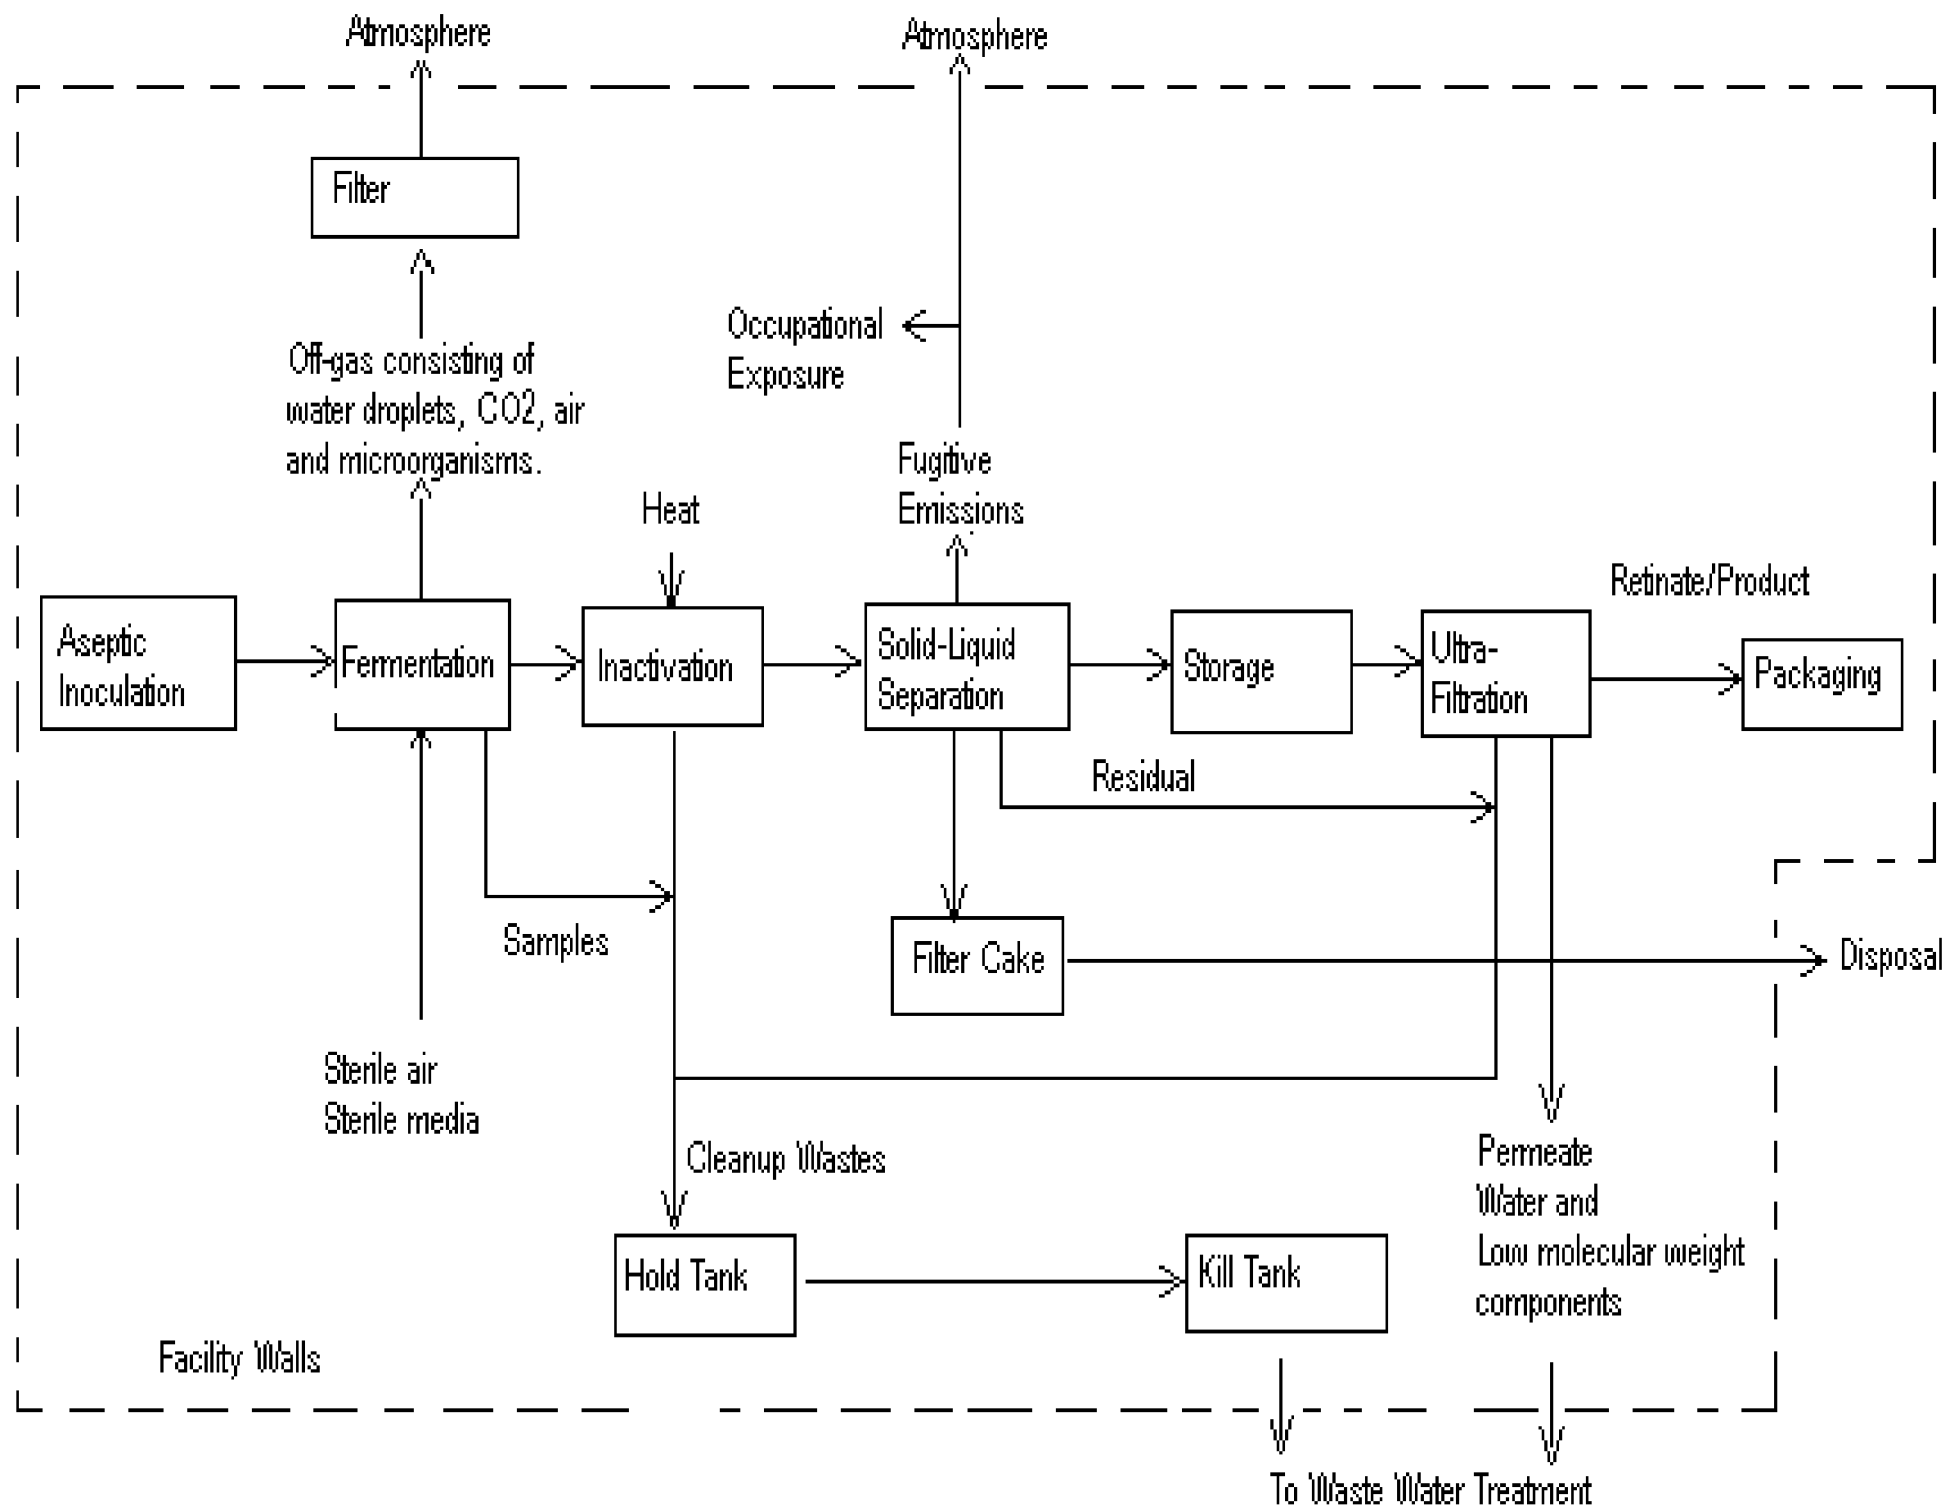 Atmosphere
Atmosphere
Filter
Occupational
Exposure
Off-gas consisting of
water droplets, CO2, air
and microorganisms.
Fugitive
Emissions
Heat
Retinate/Product
Aseptic
Inoculation
Fermentation
Inactivation
Solid-Liquid
Separation
Storage
Ultra-
Filtration
Packaging
Residual
Samples
Filter Cake
Disposal
Sterile air
Sterile media
Cleanup Wastes
Permeate
Water and
Low molecular weight
components
Hold Tank
Kill Tank
Facility Walls
To Waste Water Treatment